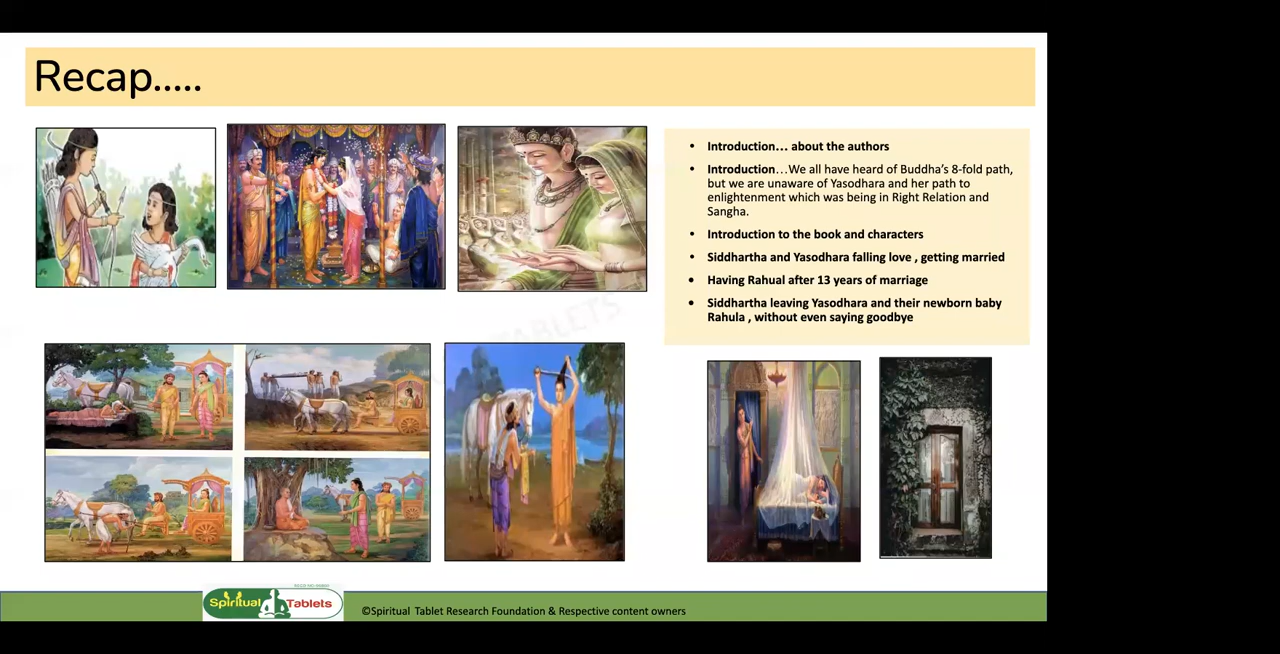 Recap.....
• Introduction... about the authors
• Introduction...We all have heard of Buddha's 8-fold path,
but we are unaware of Yasodhara and her path to
enlightenment which was being in Right Relation and
Sangha.
• Introduction to the book and characters
• Siddhartha and Yasodhara falling love , getting married
• Having Rahual after 13 years of marriage
• Siddhartha leaving Yasodhara and their newborn baby
Rahula , without even saying goodbye
TABLETS
Spiritual Tablets
©Spiritual Tablet Research Foundation & Respective content owners